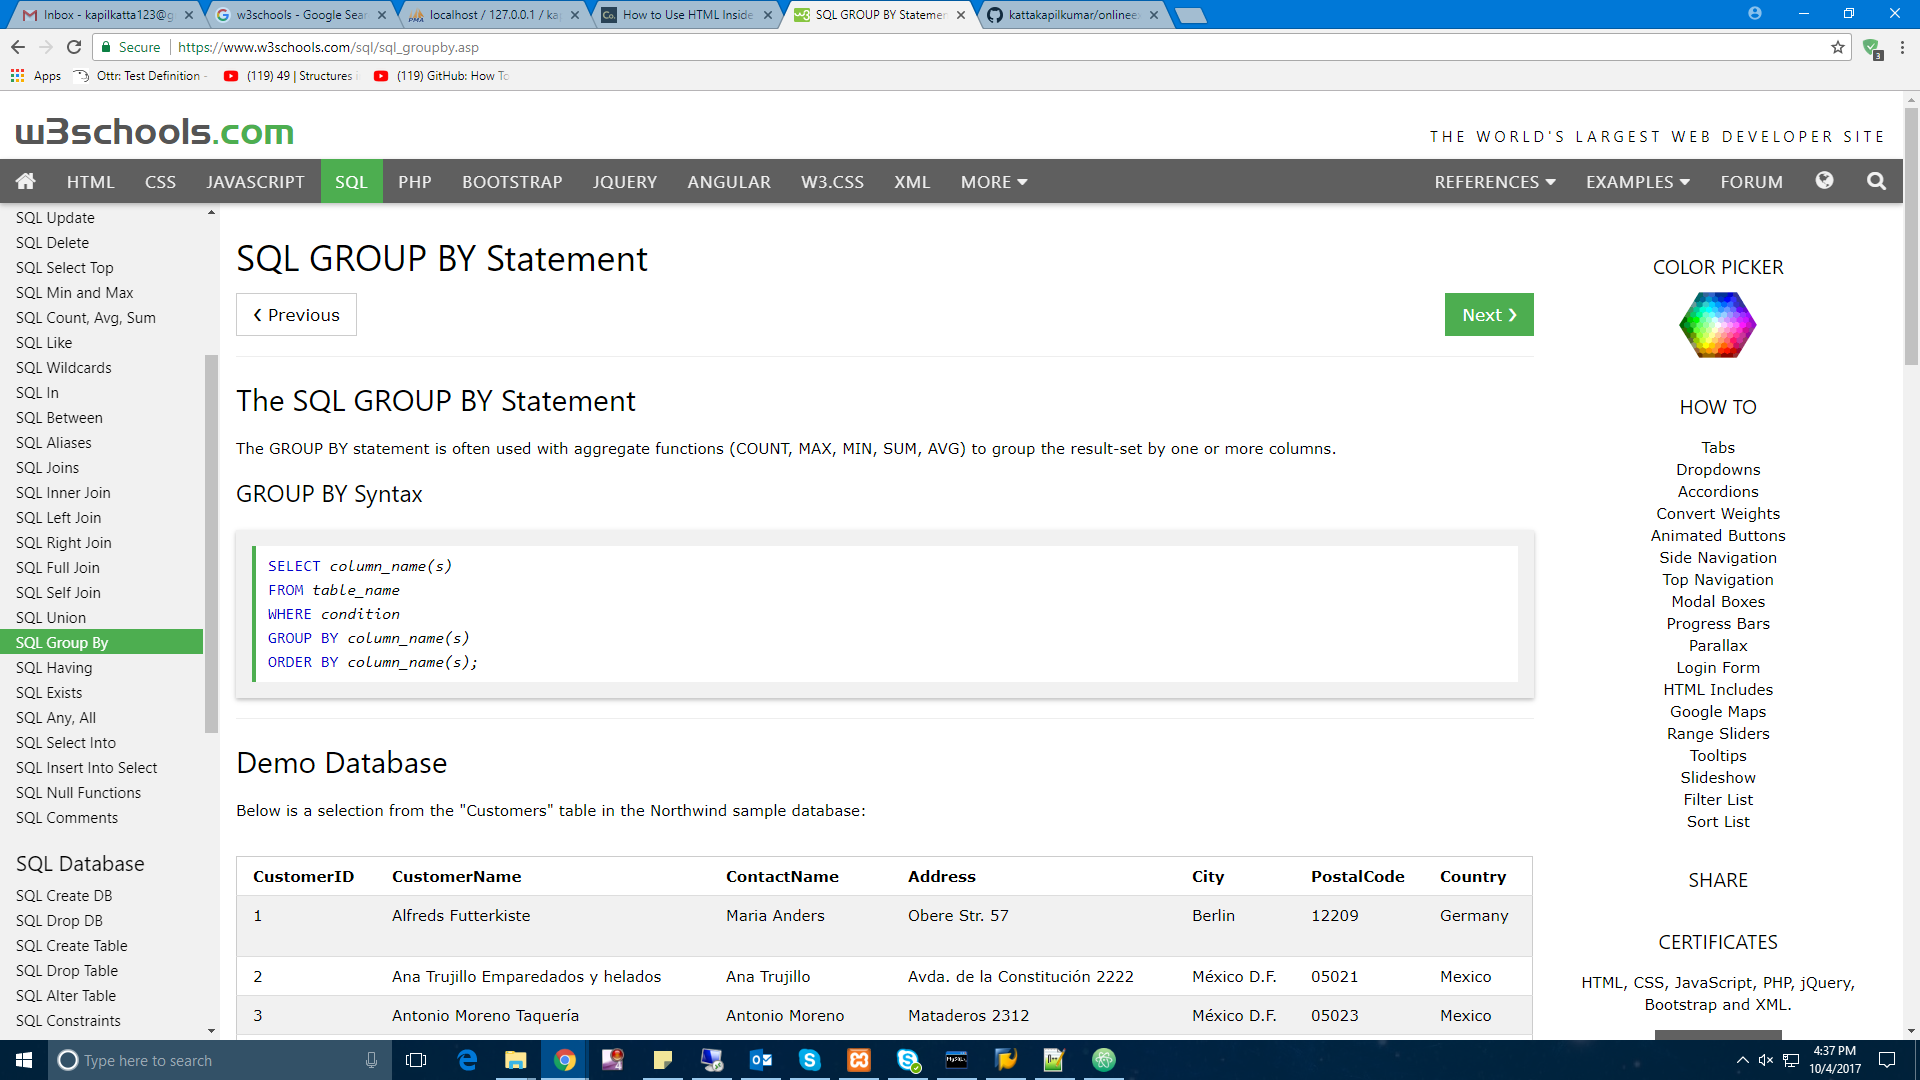 Inbox - kapilkatta123@g
w3schools - Google Sear
localhost / 127.0.0.1 / ka
How to Use HTML Inside
SQL GROUP BY Statemen
kattakapilkumar/onlinee
Secure
https://www.w3schools.com/sql/sql_groupby.asp
3
Apps
Ottr: Test Definition -
(119) 49 | Structures i
(119) GitHub: How To
w3schools.com
THE WORLD'S LARGEST WEB DEVELOPER SITE
HTML
CSS
JAVASCRIPT
SQL
PHP
BOOTSTRAP
JQUERY
ANGULAR
W3.CSS
XML
MORE
REFERENCES
EXAMPLES
FORUM
SQL Update
SQL Delete
SQL Select Top
SQL Min and Max
SQL Count, Avg, Sum
SQL Like
SQL Wildcards
SQL In
SQL Between
SQL Aliases
SQL Joins
SQL Inner Join
SQL Left Join
SQL Right Join
SQL Full Join
SQL Self Join
SQL Union
SQL Group By
SQL Having
SQL Exists
SQL Any, All
SQL Select Into
SQL Insert Into Select
SQL Null Functions
SQL Comments
SQL Database
SQL Create DB
SQL Drop DB
SQL Create Table
SQL Drop Table
SQL Alter Table
SQL Constraints
SQL GROUP BY Statement
❮ Previous
Next ❯
The SQL GROUP BY Statement
The GROUP BY statement is often used with aggregate functions (COUNT, MAX, MIN, SUM, AVG) to group the result-set by one or more columns.
GROUP BY Syntax
SELECT column_name(s)
FROM table_name
WHERE condition
GROUP BY column_name(s)
ORDER BY column_name(s);
Demo Database
Below is a selection from the "Customers" table in the Northwind sample database:
CustomerID CustomerName ContactName Address City PostalCode Country
1 Alfreds Futterkiste Maria Anders Obere Str. 57 Berlin 12209 Germany
2 Ana Trujillo Emparedados y helados Ana Trujillo Avda. de la Constitución 2222 México D.F. 05021 Mexico
3 Antonio Moreno Taquería Antonio Moreno Mataderos 2312 México D.F. 05023 Mexico
COLOR PICKER
HOW TO
Tabs
Dropdowns
Accordions
Convert Weights
Animated Buttons
Side Navigation
Top Navigation
Modal Boxes
Progress Bars
Parallax
Login Form
HTML Includes
Google Maps
Range Sliders
Tooltips
Slideshow
Filter List
Sort List
SHARE
CERTIFICATES
HTML, CSS, JavaScript, PHP, jQuery,
Bootstrap and XML.
Type here to search
4:37 PM
10/4/2017